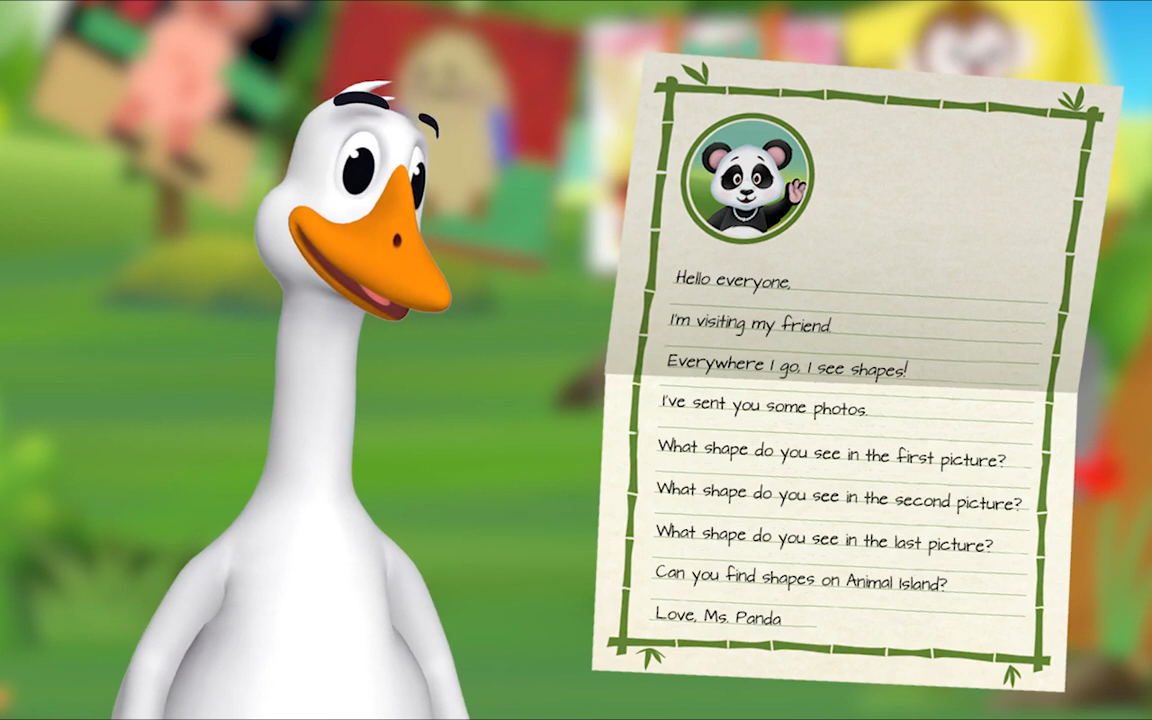 Hello everyone,
I'm visiting my friend.
Everywhere I go, I see shapes!
I've sent you some photos.
What shape do you see in the first picture?
What shape do you see in the second picture?
What shape do you see in the last picture?
Can you find shapes on Animal Island?
Love, Ms. Panda